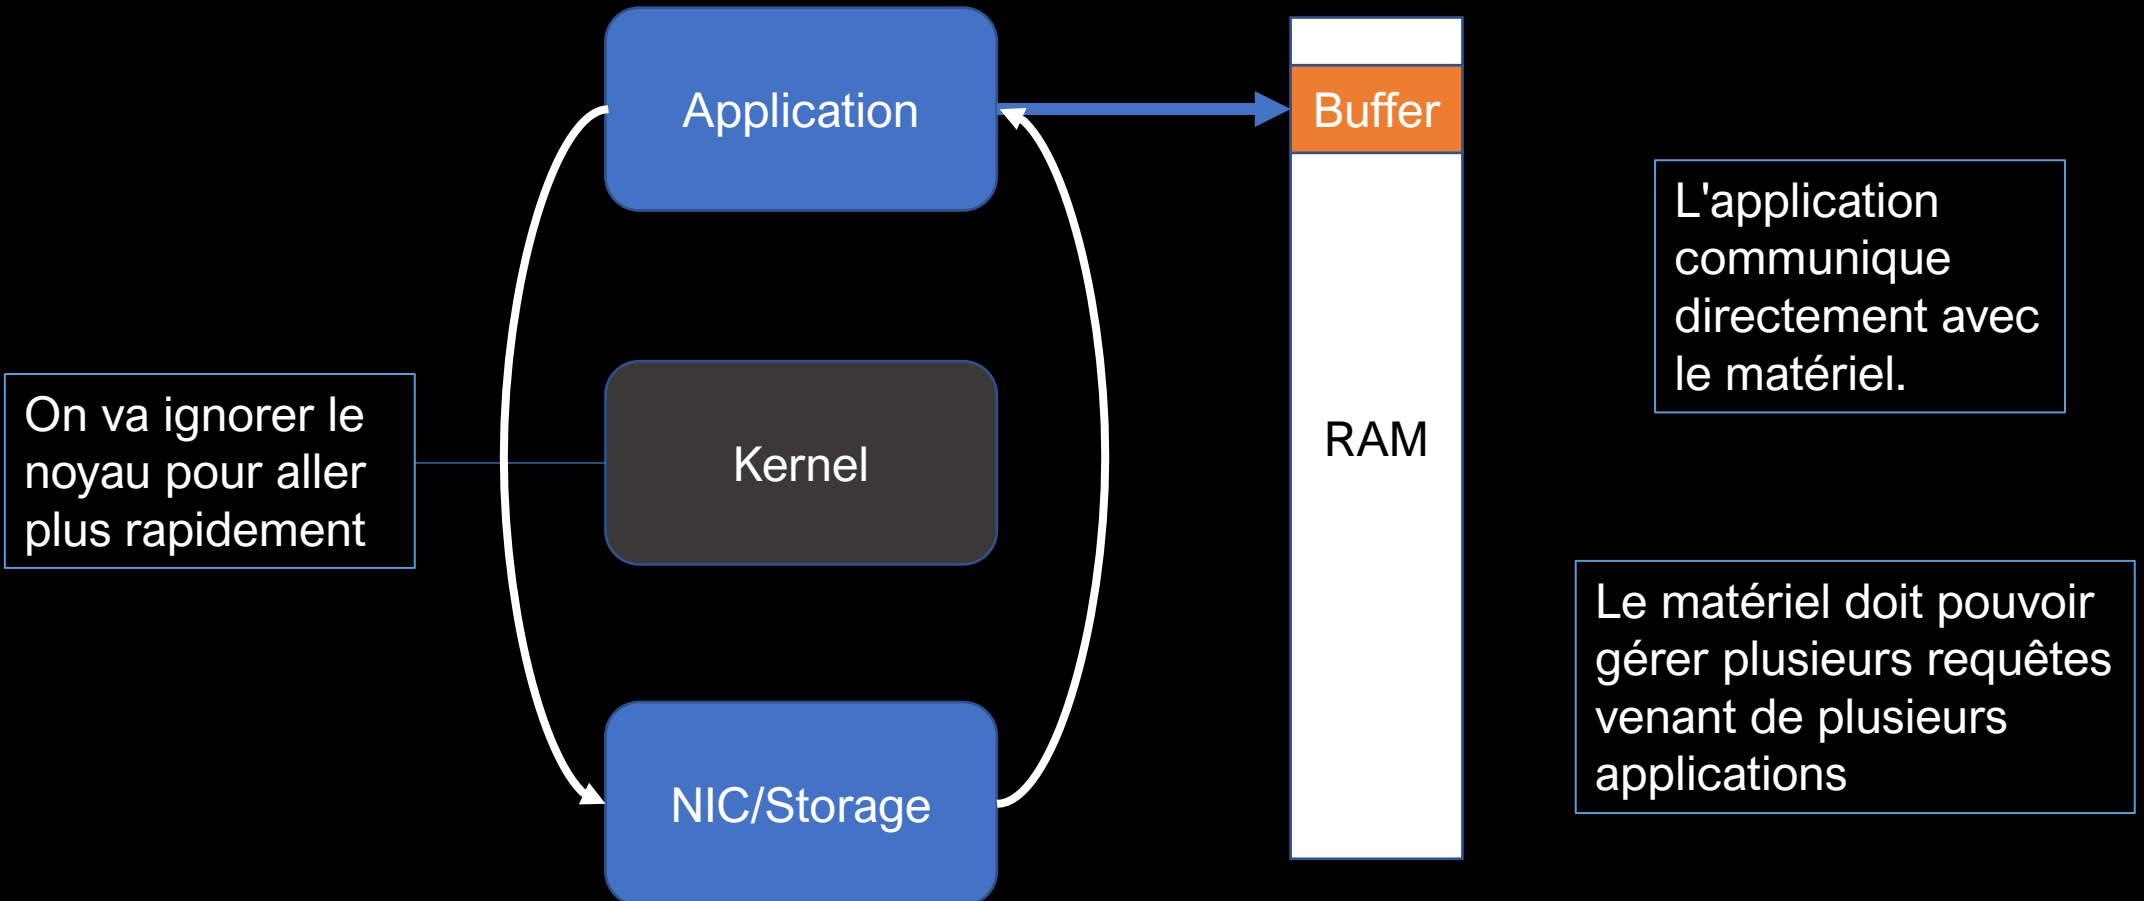 Application
Buffer
L'application
communique
directement avec
le matériel.
On va ignorer le
noyau pour aller
plus rapidement
Kernel
RAM
Le matériel doit pouvoir
gérer plusieurs requêtes
venant de plusieurs
applications
NIC/Storage